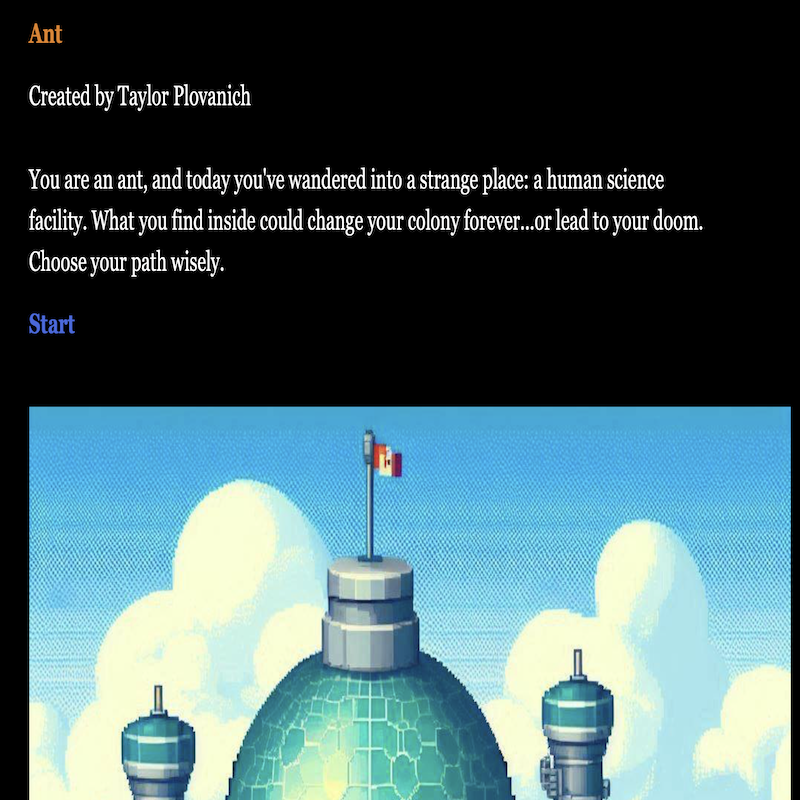 Ant
Created by Taylor Plovanich
You are an ant, and today you've wandered into a strange place: a human science
facility. What you find inside could change your colony forever...or lead to your doom.
Choose your path wisely.
Start